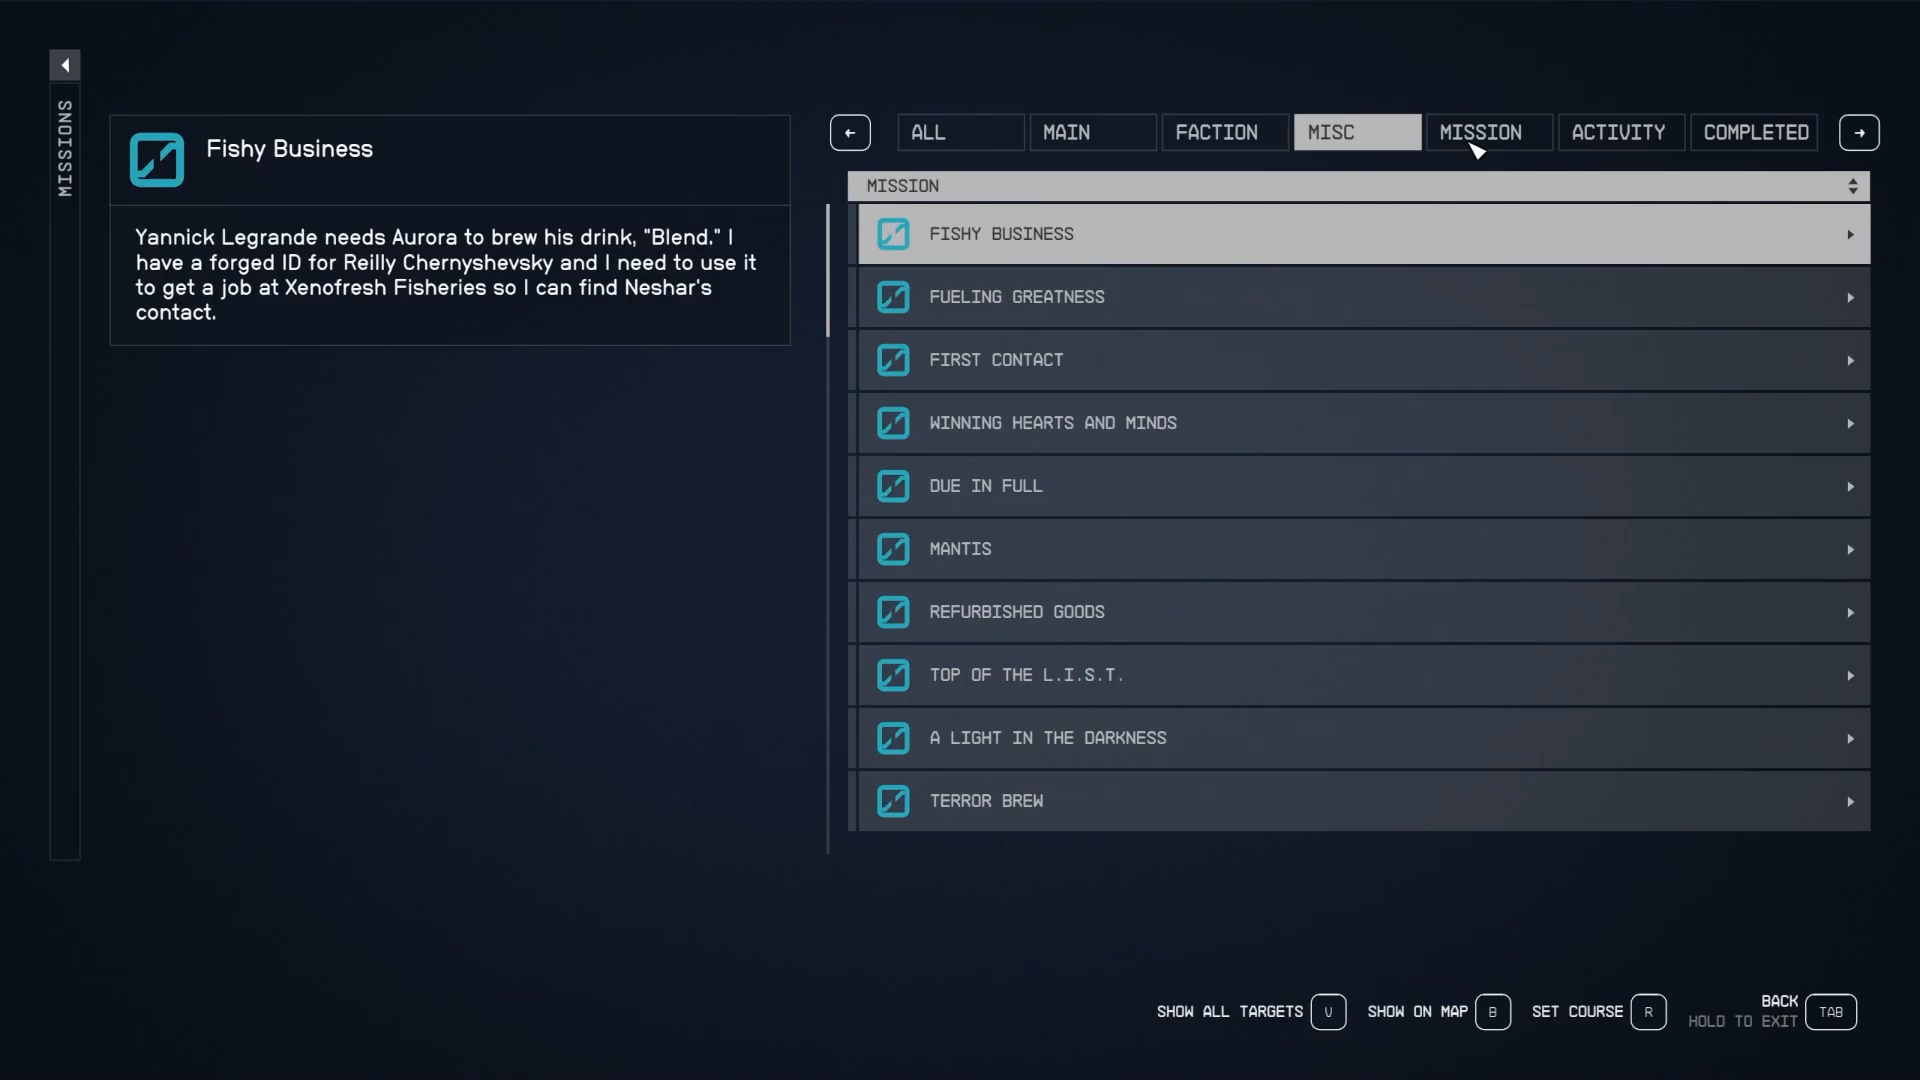 MISSIONS
Fishy Business
Yannick Legrande needs Aurora to brew his drink, "Blend." I
have a forged ID for Reilly Chernyshevsky and I need to use it
to get a job at Xenofresh Fisheries so I can find Neshar's
contact.
ALL MAIN FACTION MISC MISSION ACTIVITY COMPLETED
MISSION
FISHY BUSINESS
FUELING GREATNESS
FIRST CONTACT
WINNING HEARTS AND MINDS
DUE IN FULL
MANTIS
REFURBISHED GOODS
TOP OF THE L.I.S.T.
A LIGHT IN THE DARKNESS
TERROR BREW
SHOW ALL TARGETS V SHOW ON MAP B SET COURSE R BACK TAB
HOLD TO EXIT